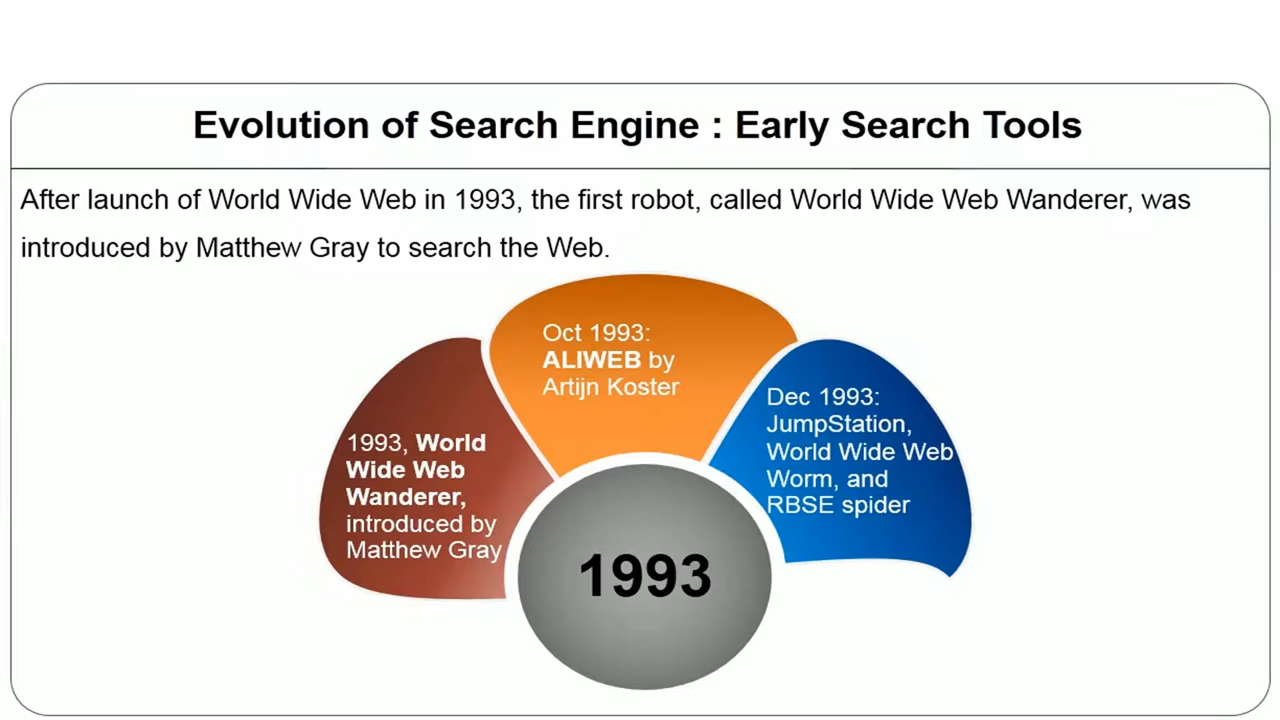 Evolution of Search Engine : Early Search Tools
After launch of World Wide Web in 1993, the first robot, called World Wide Web Wanderer, was
introduced by Matthew Gray to search the Web.
1993, World
Wide Web
Wanderer,
introduced by
Matthew Gray
Oct 1993:
ALIWEB by
Artijn Koster
Dec 1993:
JumpStation,
World Wide Web
Worm, and
RBSE spider
1993